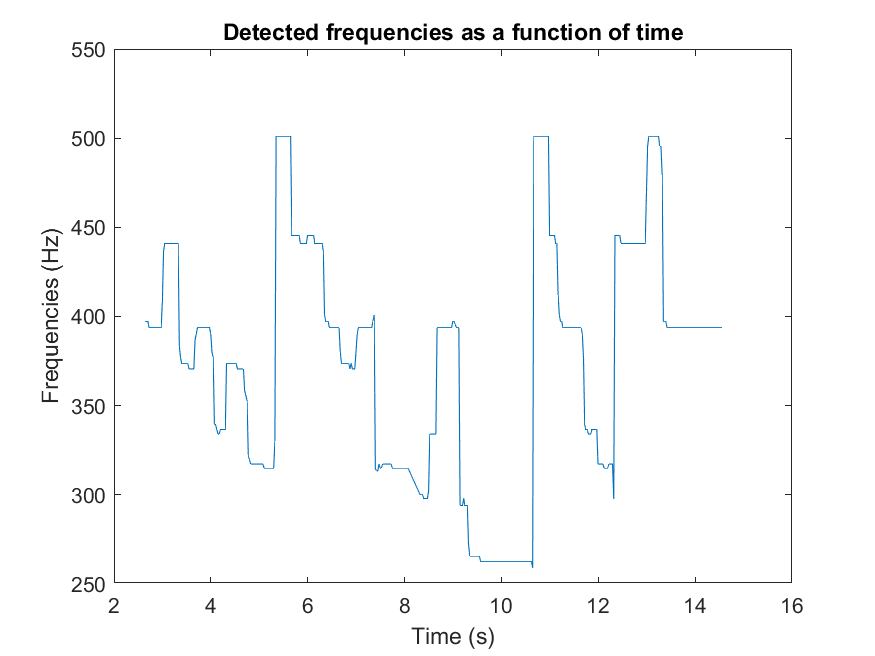 Detected frequencies as a function of time
550
500
450
400
350
300
250
Frequencies (Hz)
2 4 6 8 10 12 14 16
Time (s)